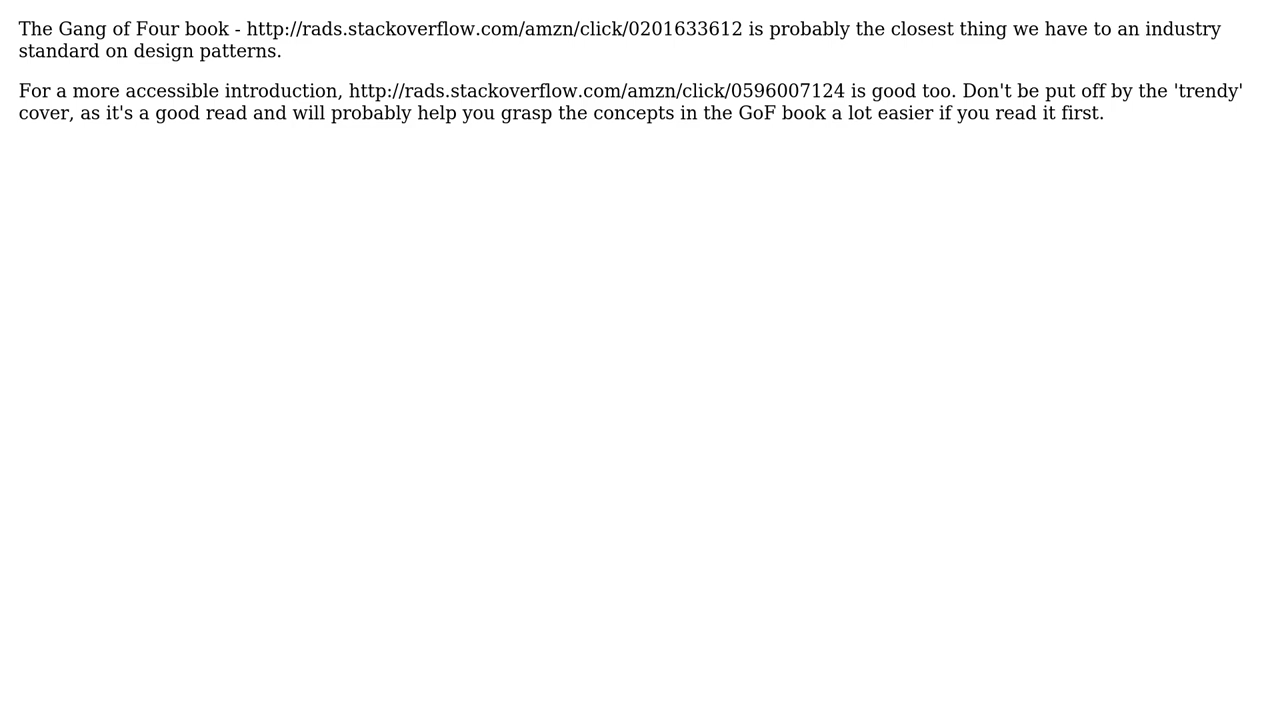 The Gang of Four book - http://rads.stackoverflow.com/amzn/click/0201633612 is probably the closest thing we have to an industry
standard on design patterns.
For a more accessible introduction, http://rads.stackoverflow.com/amzn/click/0596007124 is good too. Don't be put off by the 'trendy'
cover, as it's a good read and will probably help you grasp the concepts in the GoF book a lot easier if you read it first.